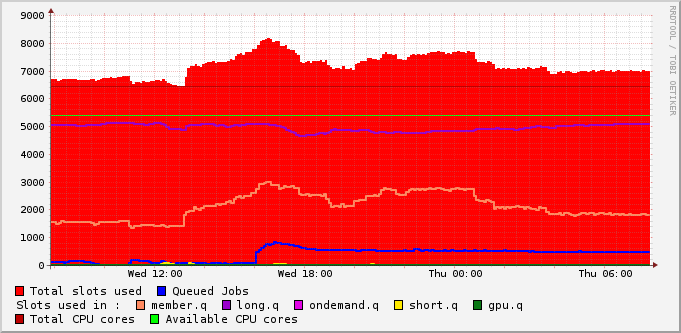 9000
8000
7000
6000
5000
4000
3000
2000
1000
0
Wed 12:00 Wed 18:00 Thu 00:00 Thu 06:00
Total slots used Queued Jobs
Slots used in : member.q long.q ondemand.q short.q gpu.q
Total CPU cores Available CPU cores
RRDTOOL / TOBI OETIKER